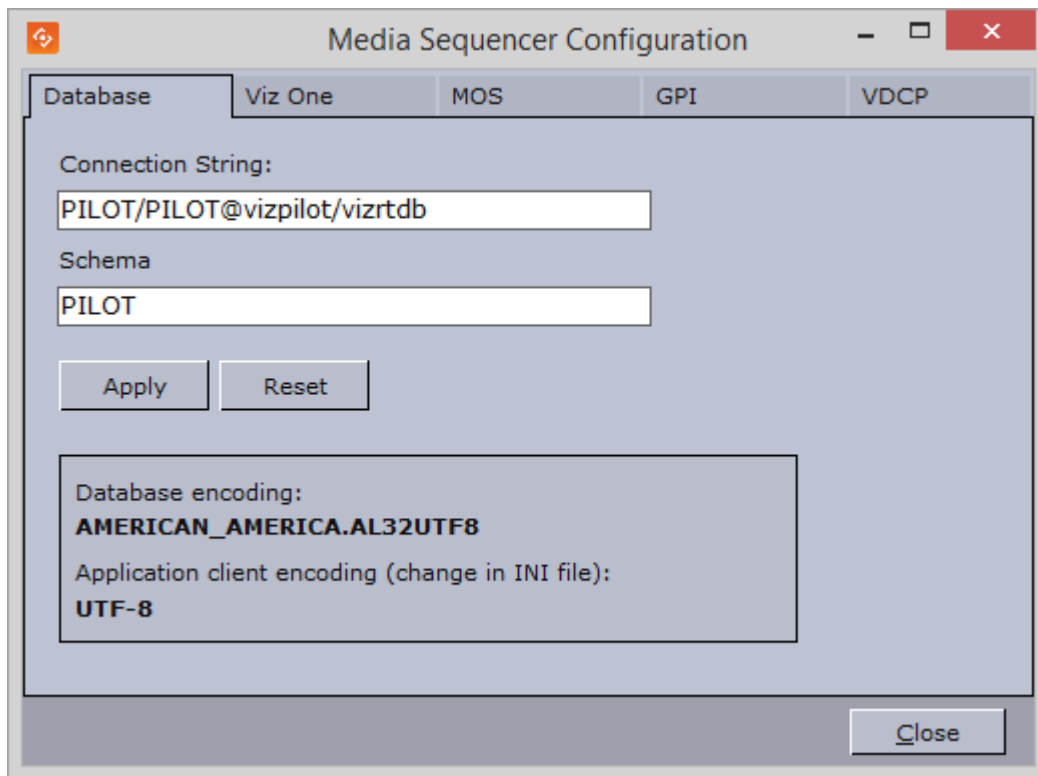 Media Sequencer Configuration
Database Viz One MOS GPI VDCP
Connection String:
PILOT/PILOT@vizpilot/vizrtdb
Schema
PILOT
Apply Reset
Database encoding:
AMERICAN_AMERICA.AL32UTF8
Application client encoding (change in INI file):
UTF-8
Close